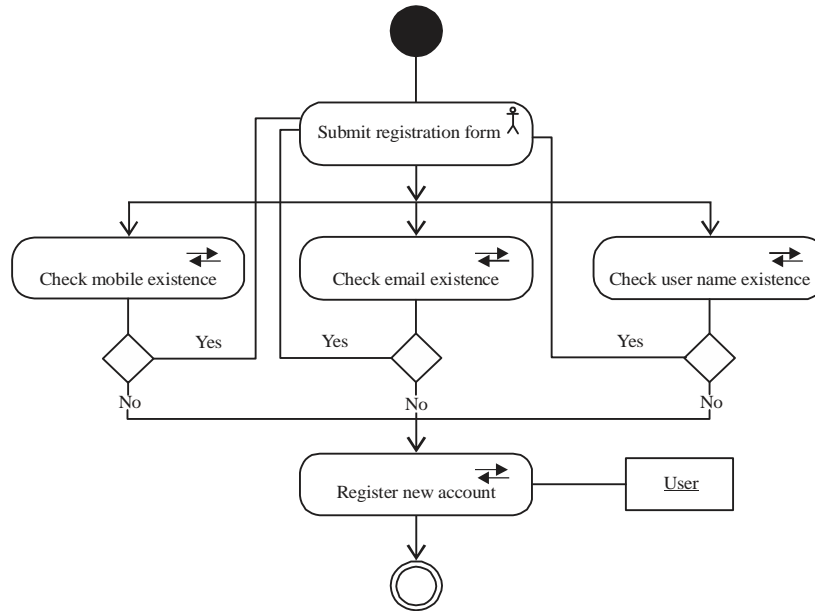 Submit registration form
Check mobile existence
Check email existence
Check user name existence
Yes
Yes
Yes
No
No
No
Register new account
User